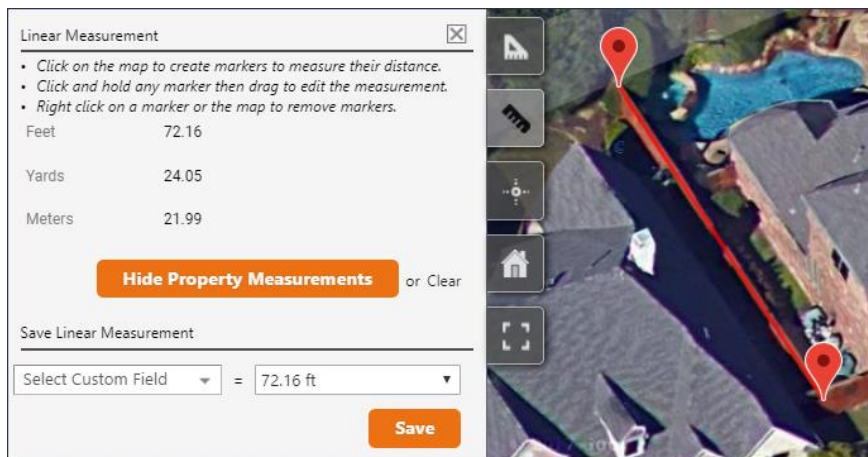 Linear Measurement
• Click on the map to create markers to measure their distance.
• Click and hold any marker then drag to edit the measurement.
• Right click on a marker or the map to remove markers.
Feet 72.16
Yards 24.05
Meters 21.99
Hide Property Measurements or Clear
Save Linear Measurement
Select Custom Field = 72.16 ft
Save